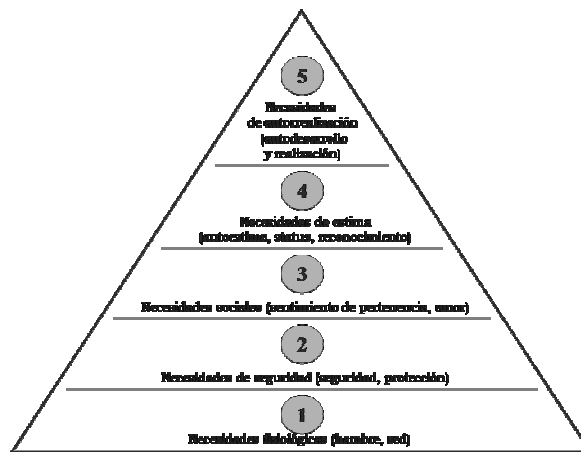 5
Necesidades
de autorrealización
(autodesarrollo
y realización)
4
Necesidades de estima
(autoestima, status, reconocimiento)
3
Necesidades sociales (sentimiento de pertenencia, amor)
2
Necesidades de seguridad (seguridad, protección)
1
Necesidades fisiológicas (hambre, sed)